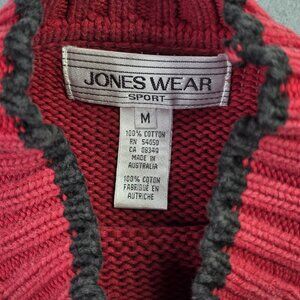 JONES WEAR
SPORT
M
100% COTTON
RN 54050
CA 08340
MADE IN
AUSTRALIA
100% COTON
FABRIQUÉ EN
AUTRICHE